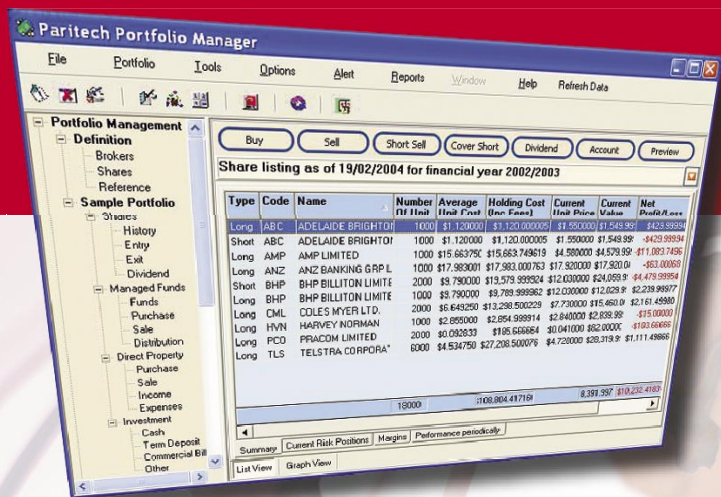 Paritech Portfolio Manager
File Portfolio Tools Options Alert Reports Window Help Refresh Data
Portfolio Management
Definition
Brokers
Shares
Reference
Sample Portfolio
Shares
History
Entry
Exit
Dividend
Managed Funds
Funds
Purchase
Sale
Distribution
Direct Property
Purchase
Sale
Income
Expenses
Investment
Cash
Term Deposit
Commercial Bill
Other
Buy Sell Short Sell Cover Short Dividend Account Preview
Share listing as of 19/02/2004 for financial year 2002/2003
Type Code Name Number Average Holding Cost Current Current Net
Of Unit Unit Cost (Inc Fees) Unit Price Value Profit/Loss
Long ABC ADELAIDE BRIGHTON 1000 $1.120000 $1,120.000005 $1.550000 $1,549.99 $429.99994
Short ABC ADELAIDE BRIGHTON 1000 $1.120000 $1,120.000005 $1.550000 $1,549.99 -$429.99994
Long AMP AMP LIMITED 1000 $15.663750 $15,663.749619 $4.580000 $4,579.99 -$11,083.7496
Long ANZ ANZ BANKING GRP L 1000 $17.983001 $17,983.000763 $17.920000 $17,920.00 -$63.00068
Short BHP BHP BILLITON LIMITE 2000 $9.790000 $19,579.999924 $12.030000 $24,059.9 -$4,479.99954
Long BHP BHP BILLITON LIMITE 1000 $9.790000 $9,789.999962 $12.030000 $12,029.9 $2,239.98977
Long CML COLES MYER LTD. 2000 $6.649250 $13,298.500229 $7.730000 $15,460.0 $2,161.49980
Long HVN HARVEY NORMAN 1000 $2.855000 $2,854.999914 $2.840000 $2,839.99 -$15.00000
Long PCO PRACOM LIMITED 2000 $0.092833 $185.666664 $0.041000 $82.0000 -$103.66666
Long TLS TELSTRA CORPORA 6000 $4.534750 $27,208.500076 $4.720000 $28,319.9 $1,111.49866
18000 108,804.41716 8,391.997 $10,232.4183
Summary Current Risk Positions Margins Performance periodically
List View Graph View